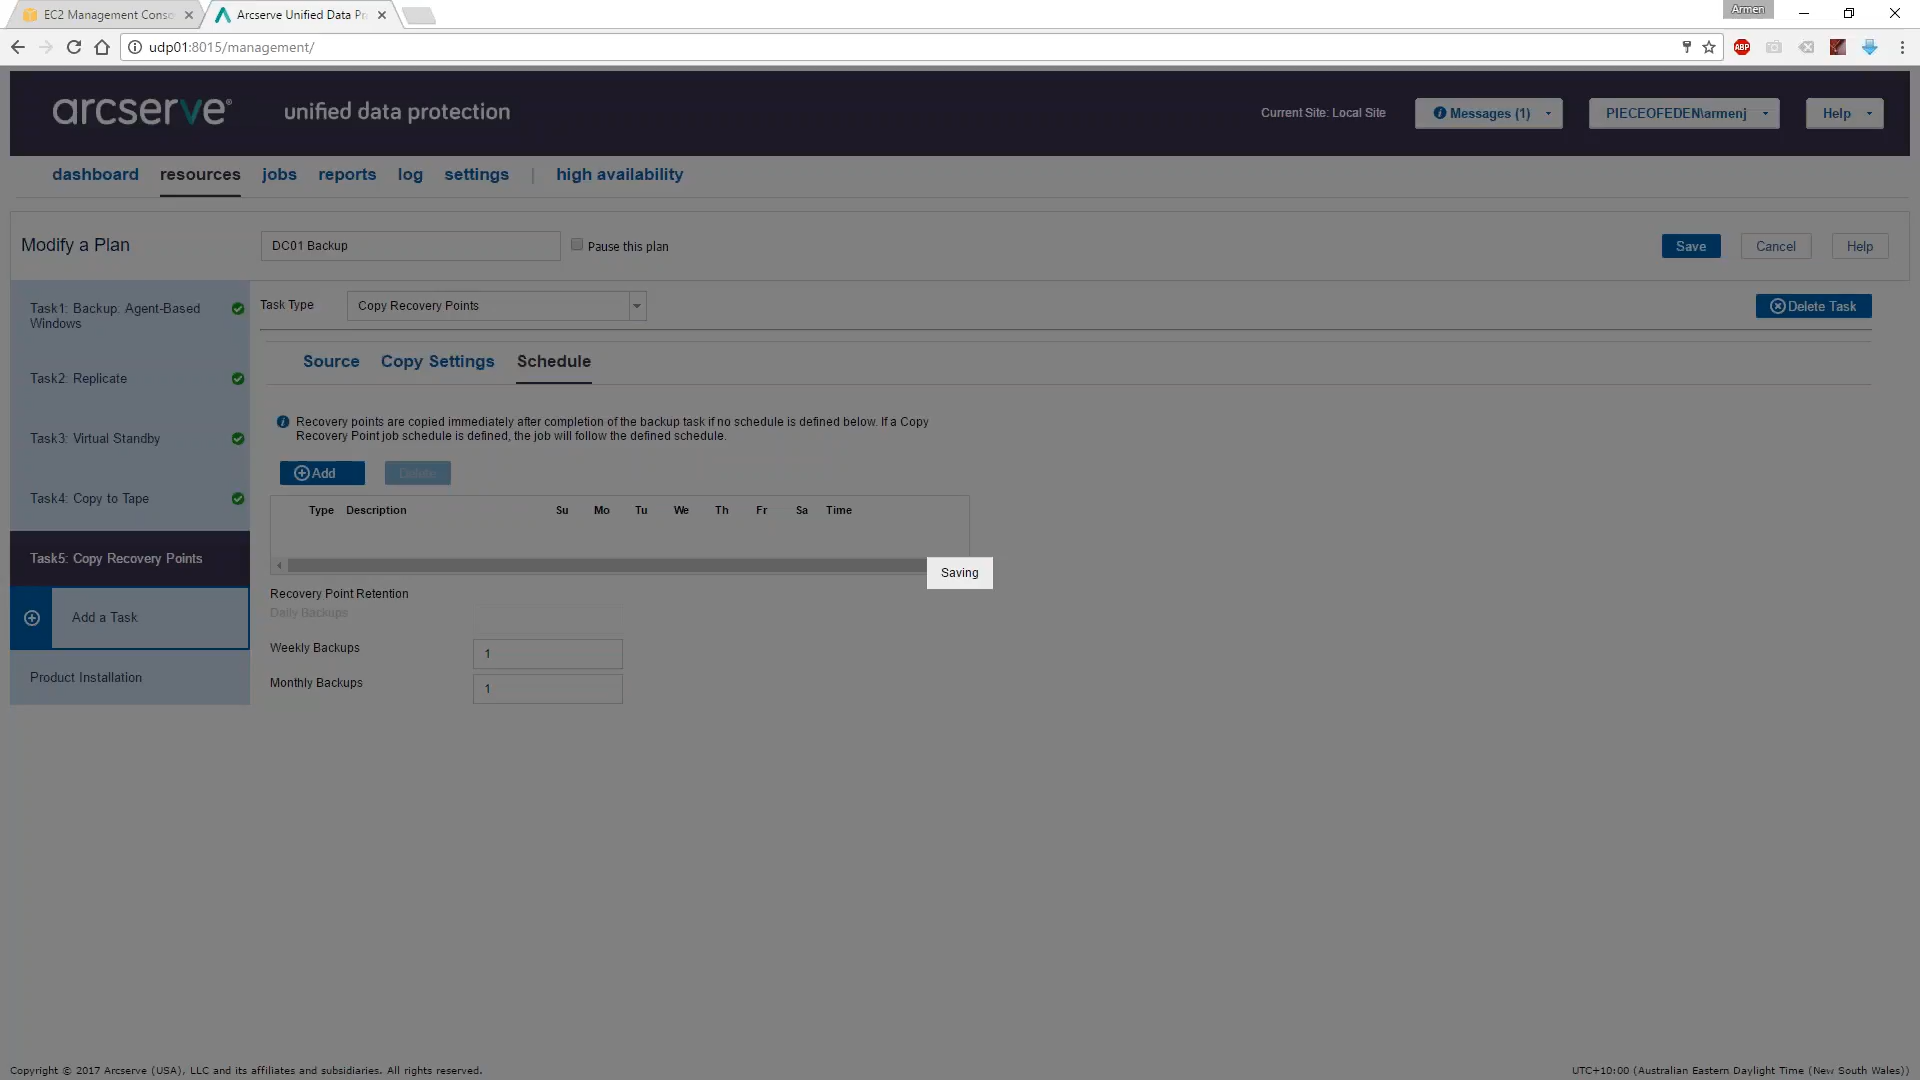 EC2 Management Conso
Arcserve Unified Data Pr
Armen
udp01:8015/management/
ABP
arcserve®
unified data protection
Current Site: Local Site
Messages (1)
PIECEOFEDEN\armenj
Help
dashboard
resources
jobs
reports
log
settings
|
high availability
Modify a Plan
DC01 Backup
Pause this plan
Save
Cancel
Help
Task1: Backup: Agent-Based
Windows
Task2: Replicate
Task3: Virtual Standby
Task4: Copy to Tape
Task5: Copy Recovery Points
Add a Task
Product Installation
Task Type
Copy Recovery Points
Delete Task
Source
Copy Settings
Schedule
Recovery points are copied immediately after completion of the backup task if no schedule is defined below. If a Copy
Recovery Point job schedule is defined, the job will follow the defined schedule.
Add
Delete
Type Description Su Mo Tu We Th Fr Sa Time
Saving
Recovery Point Retention
Daily Backups
Weekly Backups 1
Monthly Backups 1
Copyright © 2017 Arcserve (USA), LLC and its affiliates and subsidiaries. All rights reserved.
UTC+10:00 (Australian Eastern Daylight Time (New South Wales))